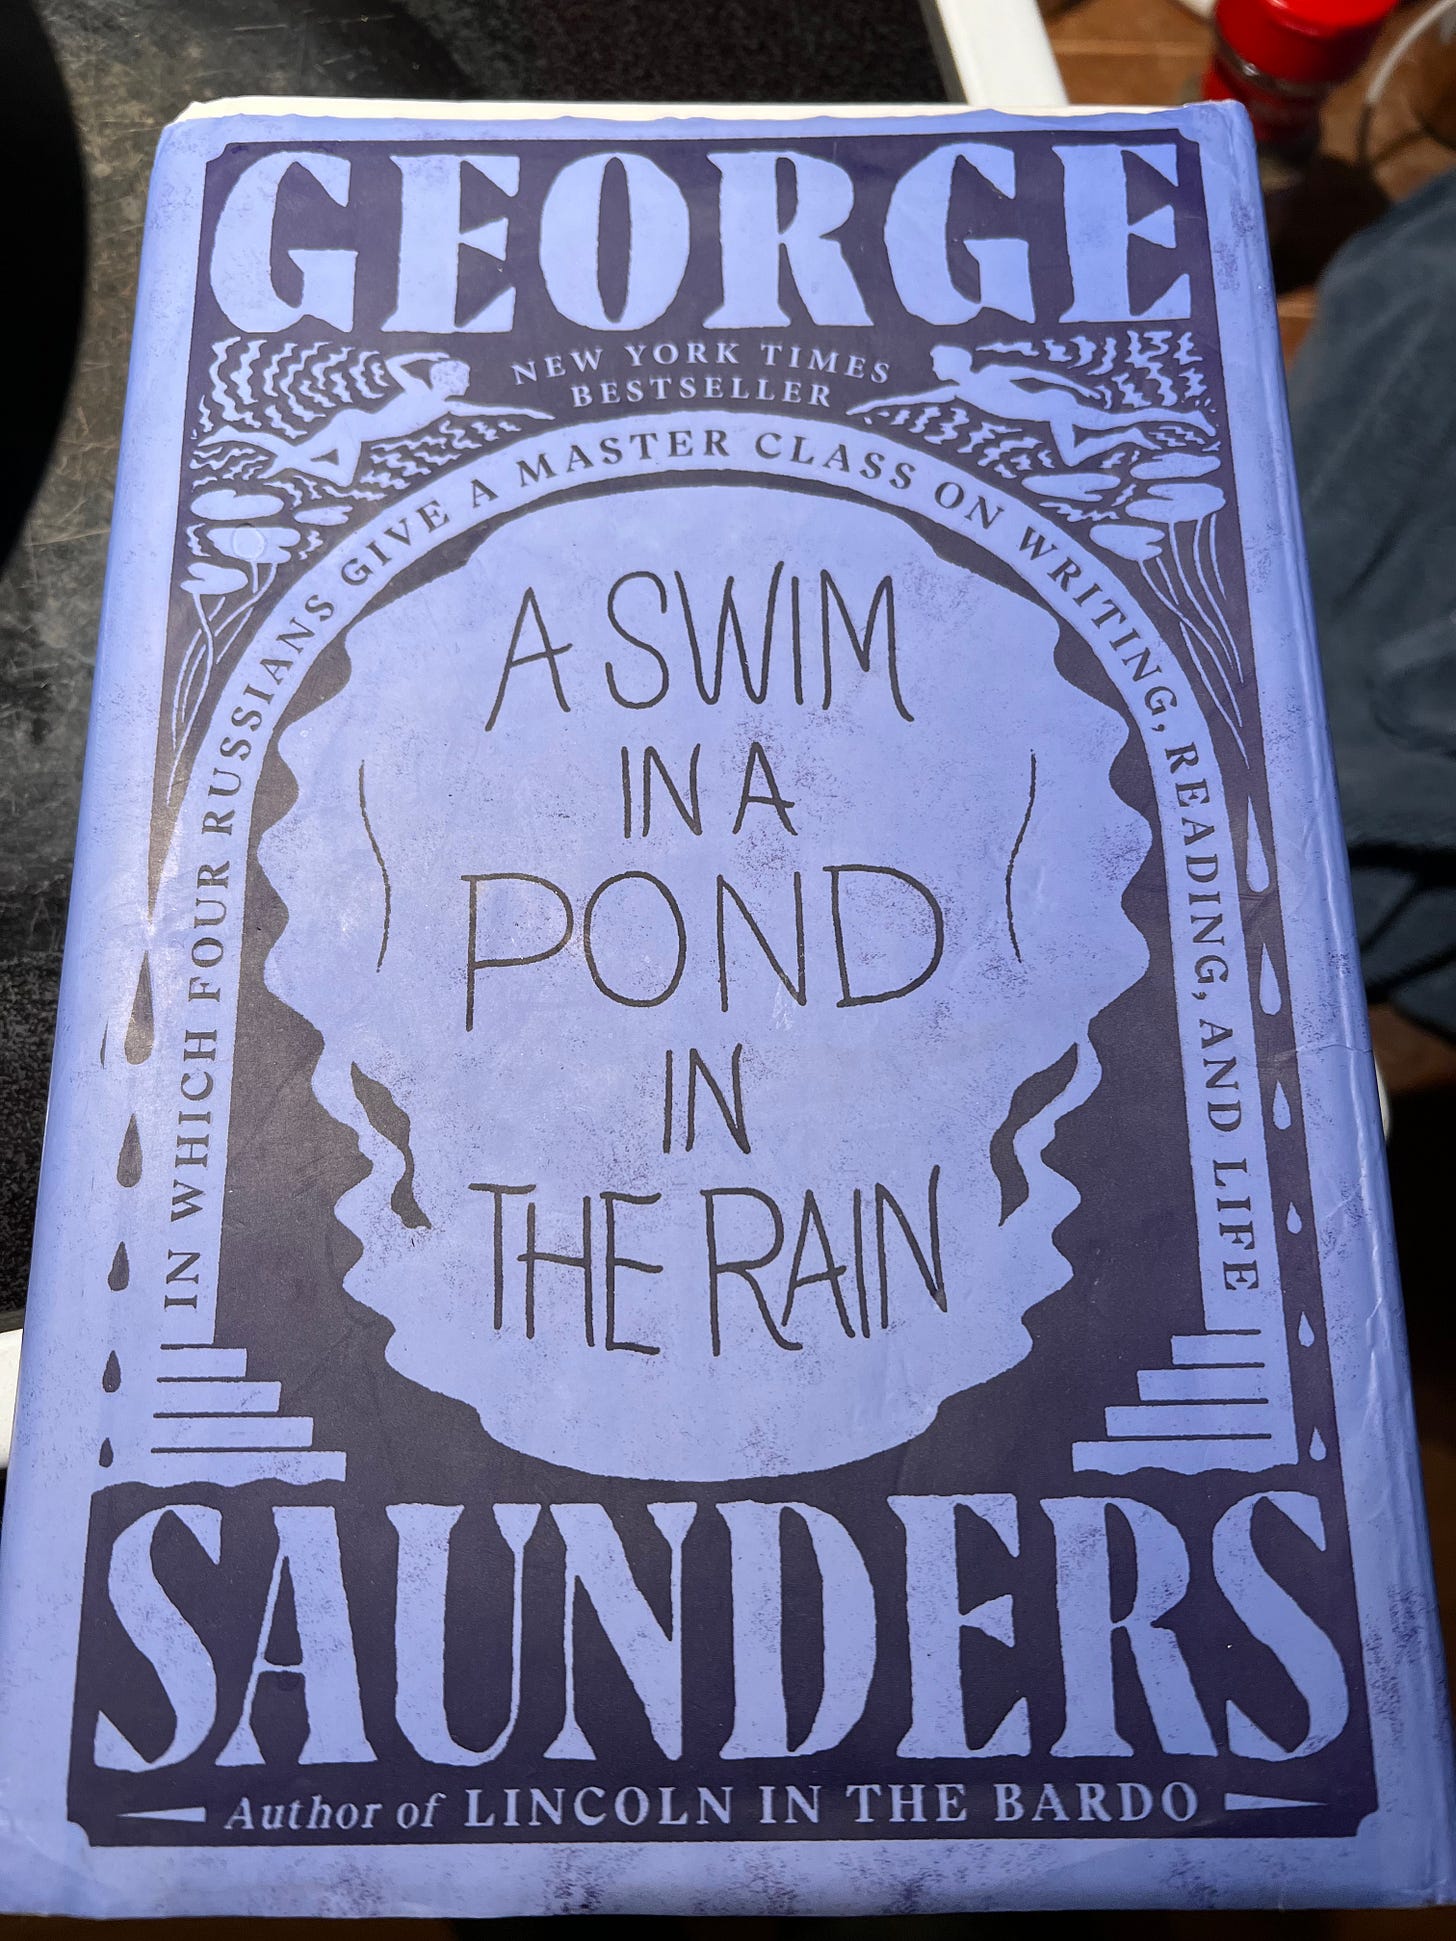 GEORGE
NEW YORK TIMES
BESTSELLER
IN WHICH FOUR RUSSIANS GIVE A MASTER CLASS ON WRITING, READING, AND LIFE
A SWIM
IN A
POND
IN
THE RAIN
SAUNDERS
Author of LINCOLN IN THE BARDO